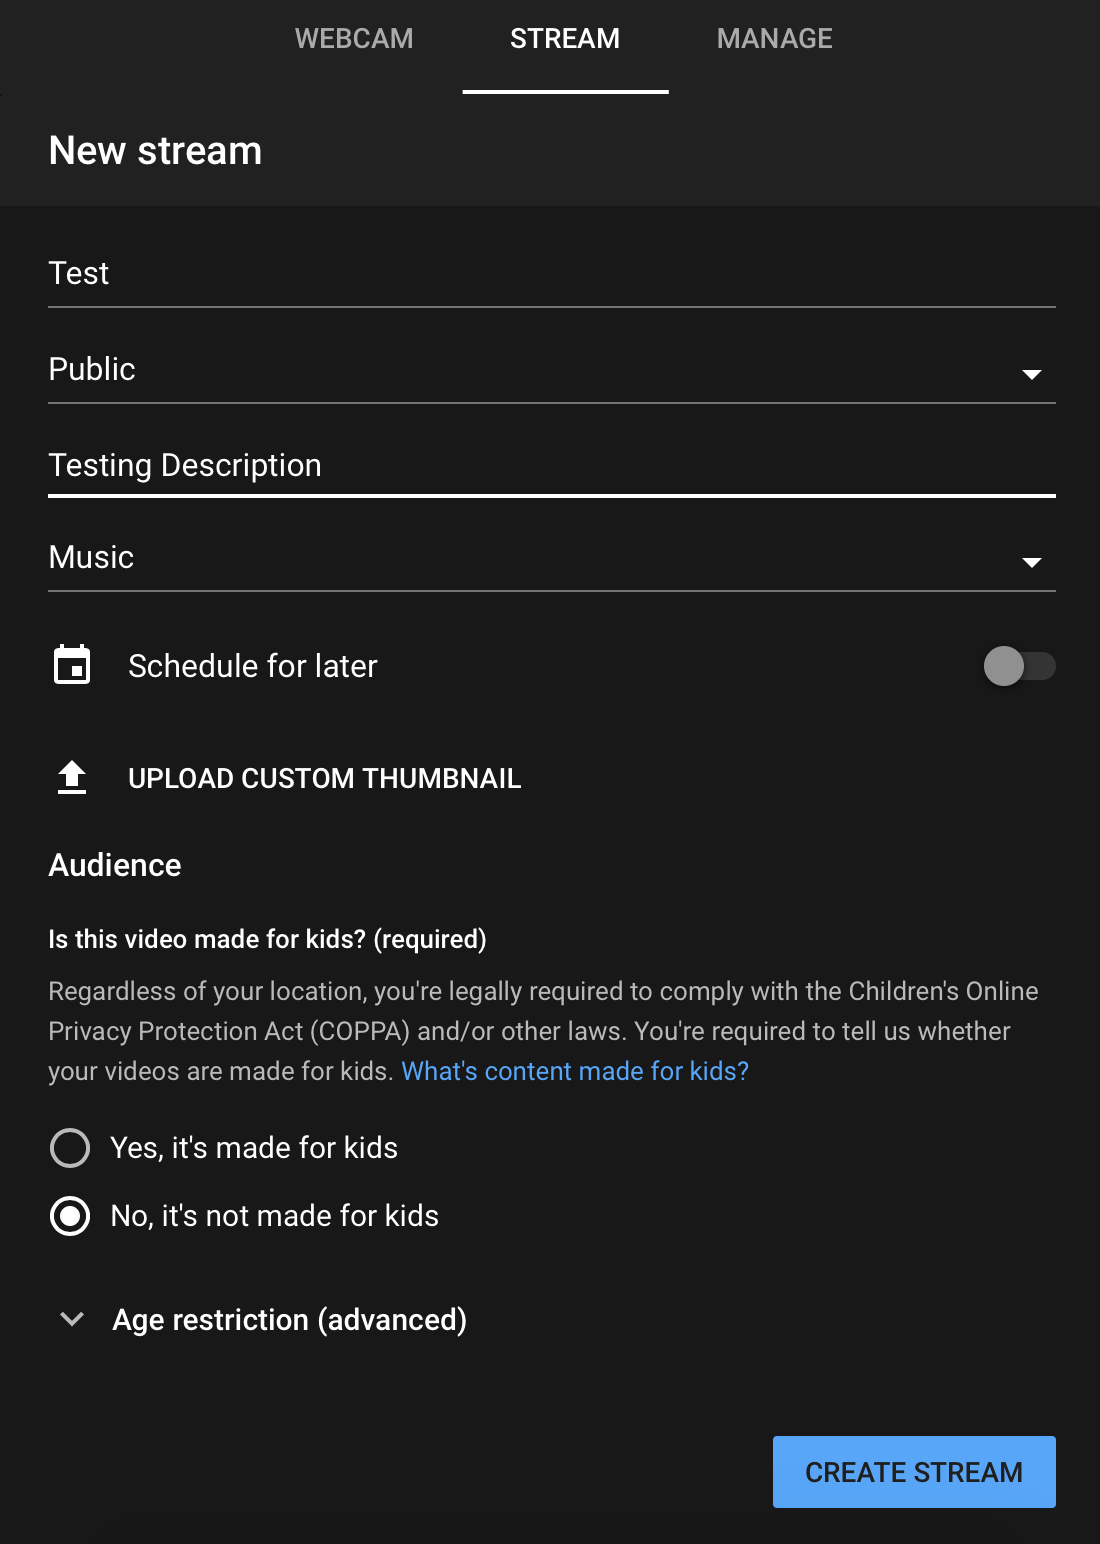 WEBCAM STREAM MANAGE
New stream
Test
Public
Testing Description
Music
Schedule for later
UPLOAD CUSTOM THUMBNAIL
Audience
Is this video made for kids? (required)
Regardless of your location, you're legally required to comply with the Children's Online
Privacy Protection Act (COPPA) and/or other laws. You're required to tell us whether
your videos are made for kids. What's content made for kids?
Yes, it's made for kids
No, it's not made for kids
Age restriction (advanced)
CREATE STREAM